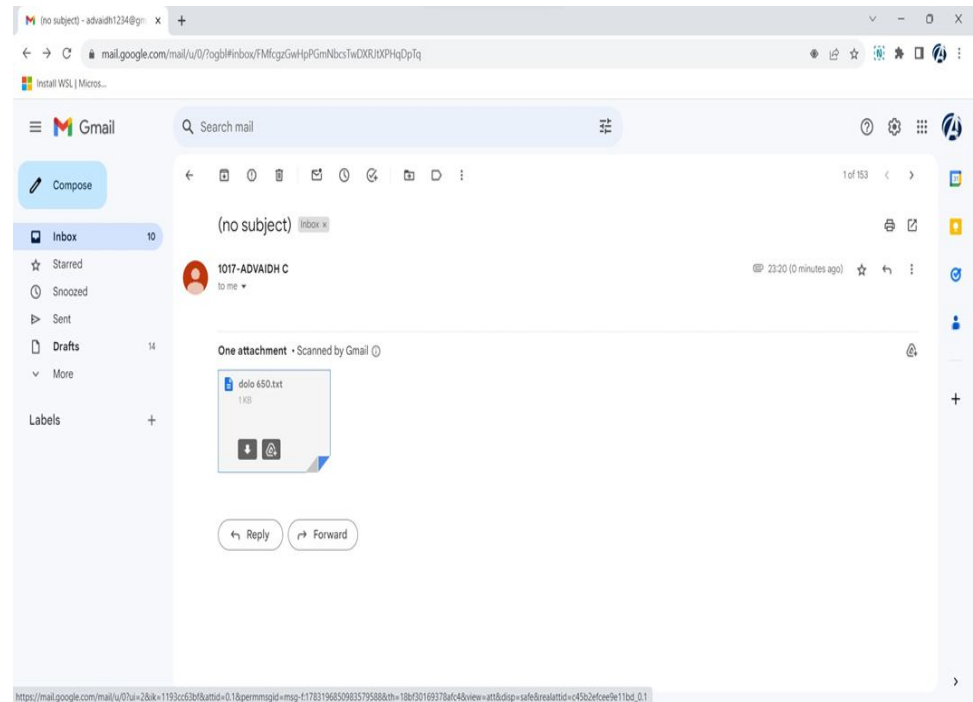 (no subject) - advaidh1234@gm
mail.google.com/mail/u/0/?ogbl#inbox/FMfcgzGwHpPGmNbcsTwDXRJtXPHqDpTq
Install WSL | Micros...
Gmail
Search mail
Compose
1 of 153
Inbox 10
Starred
Snoozed
Sent
Drafts 14
More
Labels
(no subject) Inbox x
1017-ADVAIDH C
23:20 (0 minutes ago)
to me
One attachment • Scanned by Gmail
dolo 650.txt
1 KB
Reply
Forward
https://mail.google.com/mail/u/0?ui=2&ik=1193cc63bf&attid=0.1&permmsgid=msg-f:1783196850983579588&th=18bf30169378afc4&view=att&disp=safe&realattid=c45b2efcee9e11bd_0.1